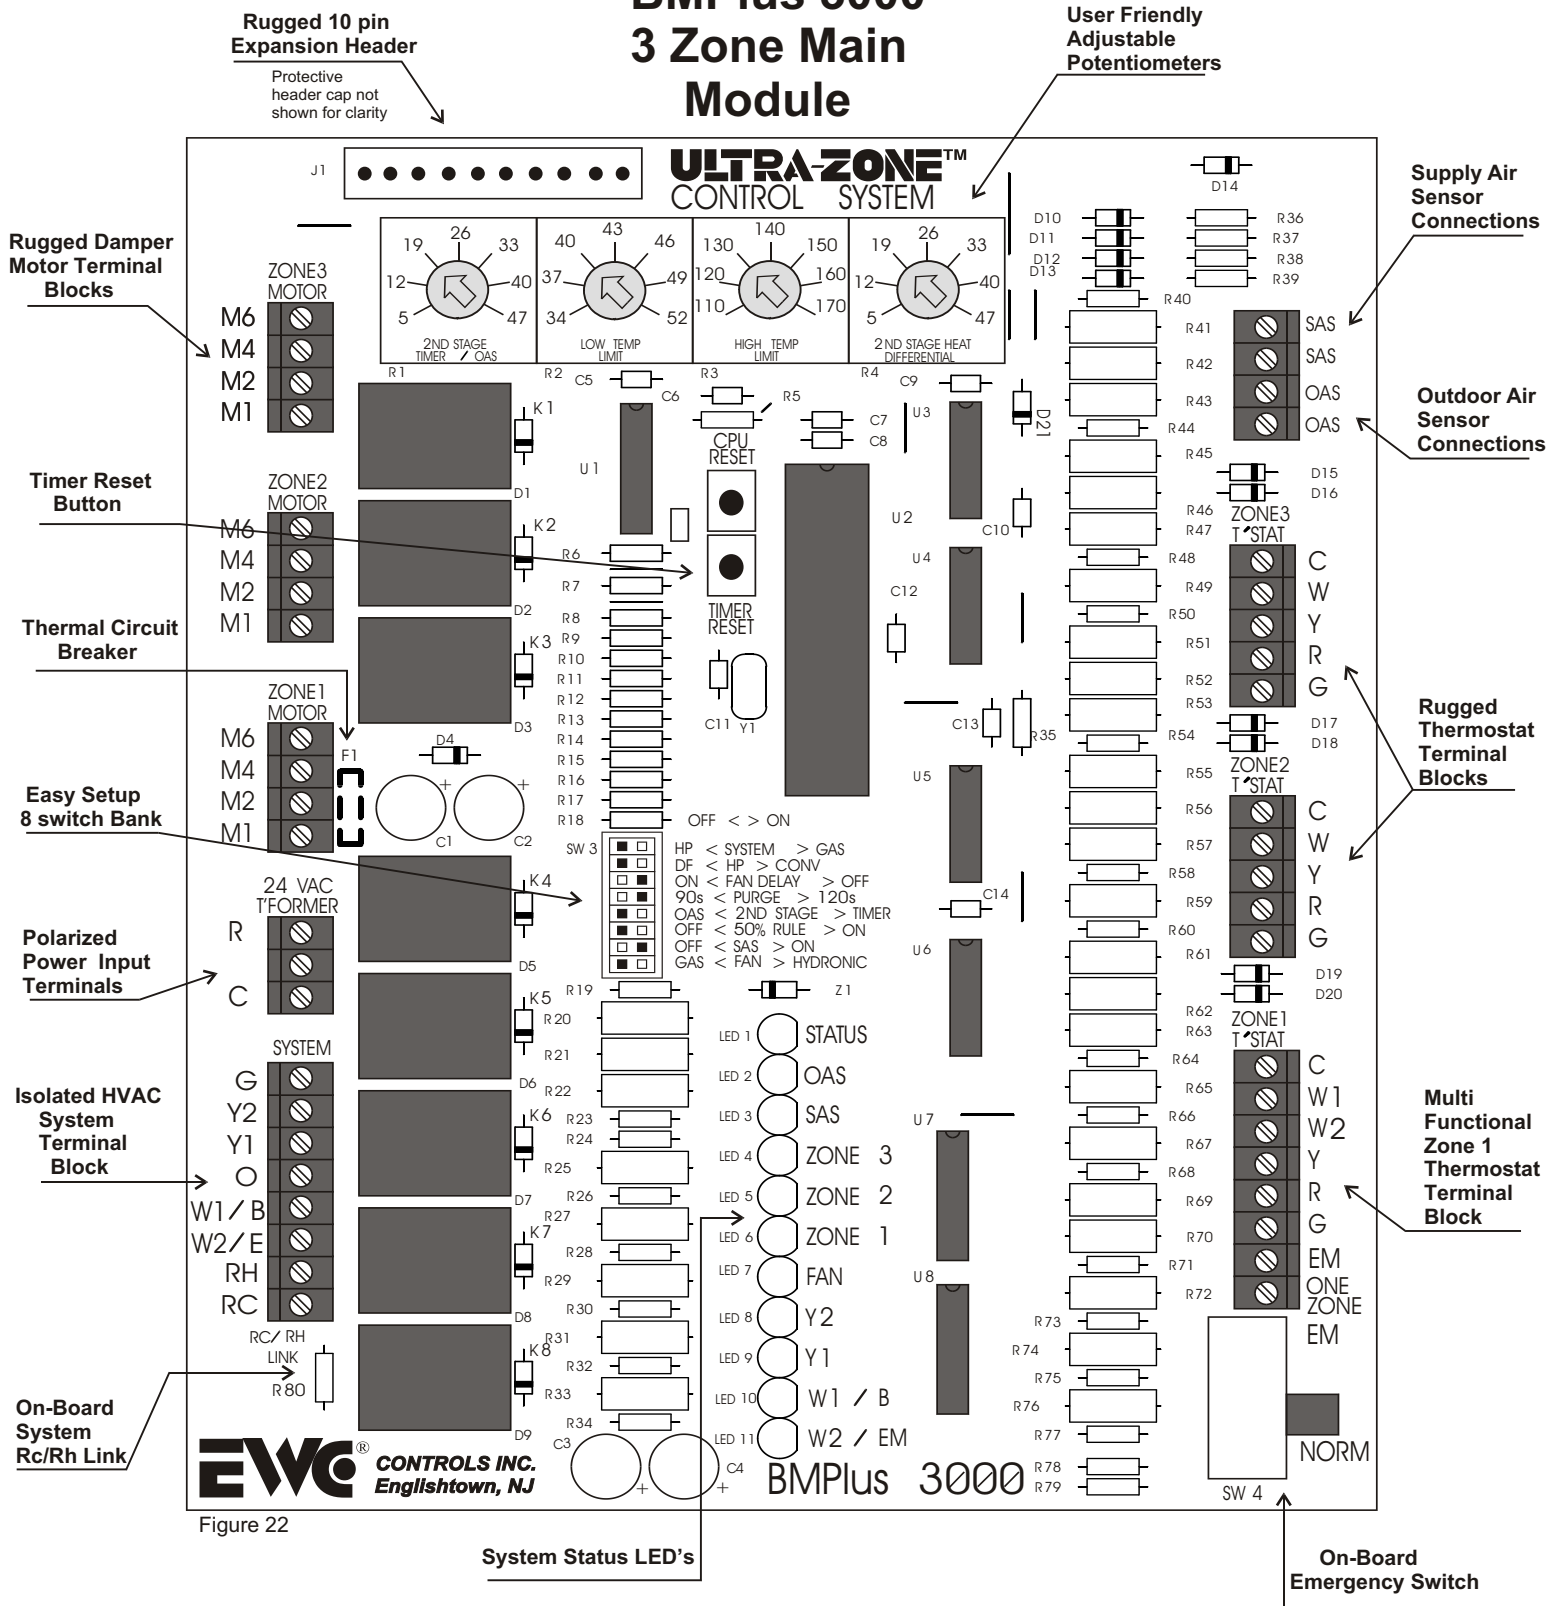 BMPlus 3000
3 Zone Main
Module
Rugged 10 pin
Expansion Header
Protective
header cap not
shown for clarity
User Friendly
Adjustable
Potentiometers
J1
ULTRA-ZONE™
CONTROL SYSTEM
D14
D10
D11
D12
D13
R36
R37
R38
R39
Supply Air
Sensor
Connections
Rugged Damper
Motor Terminal
Blocks
ZONE3
MOTOR
M6
M4
M2
M1
5
12
19
26
33
40
47
2ND STAGE
TIMER / OAS
34
37
40
43
46
49
52
LOW TEMP
LIMIT
110
120
130
140
150
160
170
HIGH TEMP
LIMIT
5
12
19
26
33
40
47
2ND STAGE HEAT
DIFFERENTIAL
R1
R2
R3
R4
R5
C5
C6
C7
C8
C9
U3
D21
R40
R41
R42
R43
R44
R45
R46
R47
R48
R49
R50
R51
R52
R53
R54
R55
R56
R57
R58
R59
R60
R61
R62
R63
R64
R65
R66
R67
R68
R69
R70
R71
R72
R73
R74
R75
R76
R77
R78
R79
SAS
SAS
OAS
OAS
Outdoor Air
Sensor
Connections
D15
D16
ZONE3
T'STAT
C
W
Y
R
G
D17
D18
ZONE2
T'STAT
C
W
Y
R
G
Rugged
Thermostat
Terminal
Blocks
D19
D20
ZONE1
T'STAT
C
W1
W2
Y
R
G
EM
ONE
ZONE
EM
NORM
SW 4
Multi
Functional
Zone 1
Thermostat
Terminal
Block
Timer Reset
Button
ZONE2
MOTOR
M6
M4
M2
M1
Thermal Circuit
Breaker
ZONE1
MOTOR
M6
M4
M2
M1
F1
D4
C1
C2
K1
D1
K2
D2
K3
D3
K4
D5
K5
D6
K6
D7
K7
D8
K8
D9
U1
CPU
RESET
TIMER
RESET
C11
Y1
U2
U4
C10
C12
C13
R35
U5
C14
U6
U7
U8
R6
R7
R8
R9
R10
R11
R12
R13
R14
R15
R16
R17
R18
OFF < > ON
SW 3
HP < SYSTEM > GAS
DF < HP > CONV
ON < FAN DELAY > OFF
90s < PURGE > 120s
OAS < 2ND STAGE > TIMER
OFF < 50% RULE > ON
OFF < SAS > ON
GAS < FAN > HYDRONIC
Easy Setup
8 switch Bank
24 VAC
T'FORMER
R
C
Polarized
Power Input
Terminals
SYSTEM
G
Y2
Y1
O
W1/B
W2/E
RH
RC
Isolated HVAC
System
Terminal
Block
RC/RH
LINK
R80
On-Board
System
Rc/Rh Link
R19
R20
R21
R22
R23
R24
R25
R26
R27
R28
R29
R30
R31
R32
R33
R34
C3
C4
Z1
LED 1 STATUS
LED 2 OAS
LED 3 SAS
LED 4 ZONE 3
LED 5 ZONE 2
LED 6 ZONE 1
LED 7 FAN
LED 8 Y2
LED 9 Y1
LED 10 W1 / B
LED 11 W2 / EM
EWC®
CONTROLS INC.
Englishtown, NJ
BMPlus 3000
Figure 22
System Status LED's
On-Board
Emergency Switch